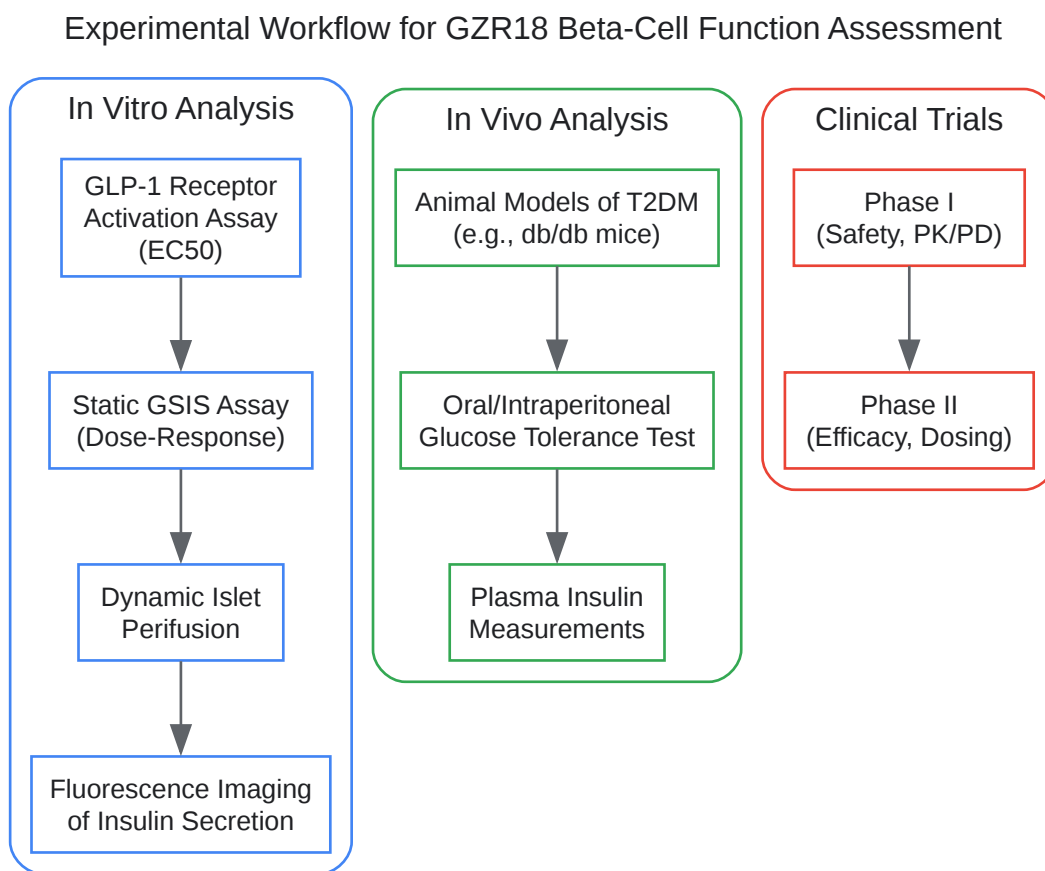 Experimental Workflow for GZR18 Beta-Cell Function Assessment
In Vitro Analysis
GLP-1 Receptor
Activation Assay
(EC50)
Static GSIS Assay
(Dose-Response)
Dynamic Islet
Perifusion
Fluorescence Imaging
of Insulin Secretion
In Vivo Analysis
Animal Models of T2DM
(e.g., db/db mice)
Oral/Intraperitoneal
Glucose Tolerance Test
Plasma Insulin
Measurements
Clinical Trials
Phase I
(Safety, PK/PD)
Phase II
(Efficacy, Dosing)